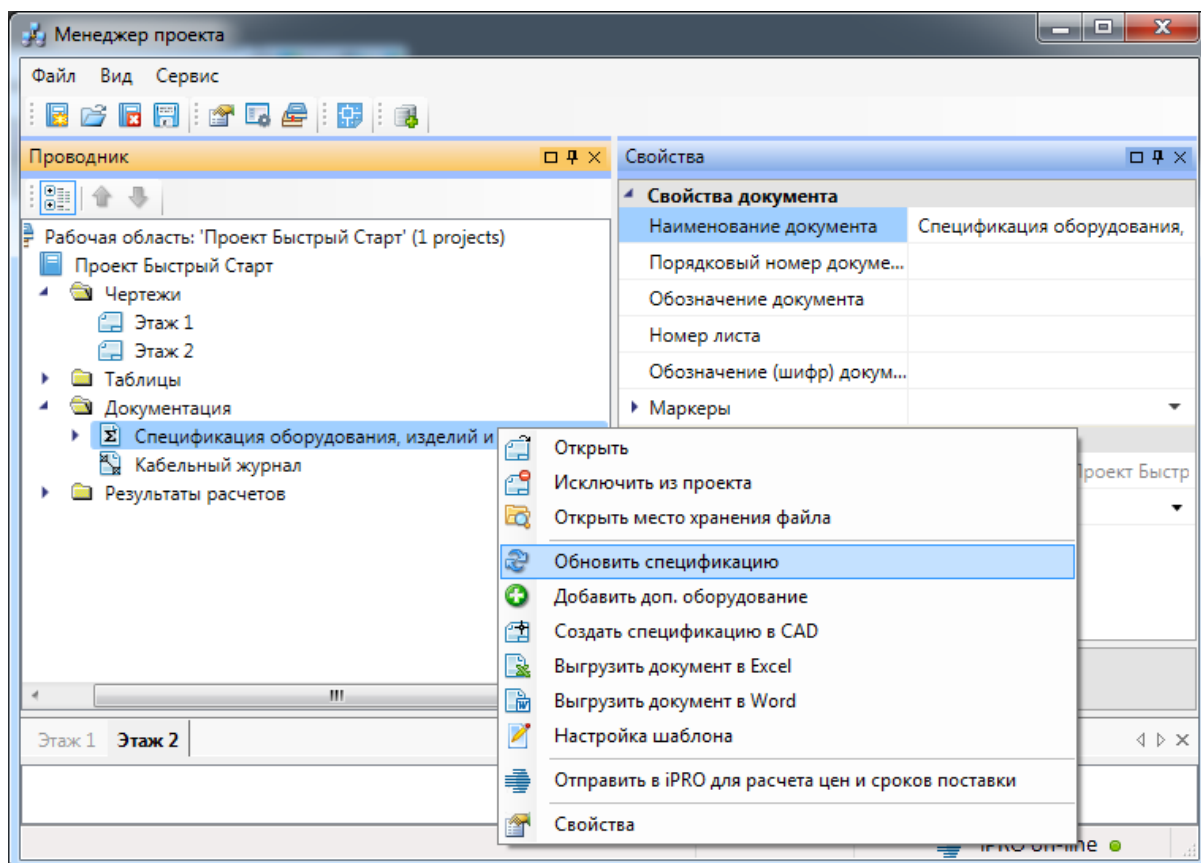 Менеджер проекта
Файл Вид Сервис
Проводник
Рабочая область: 'Проект Быстрый Старт' (1 projects)
Проект Быстрый Старт
Чертежи
Этаж 1
Этаж 2
Таблицы
Документация
Спецификация оборудования, изделий и
Кабельный журнал
Результаты расчетов
Свойства
Свойства документа
Наименование документа Спецификация оборудования,
Порядковый номер докуме...
Обозначение документа
Номер листа
Обозначение (шифр) докум...
Маркеры
Проект Быстр
Открыть
Исключить из проекта
Открыть место хранения файла
Обновить спецификацию
Добавить доп. оборудование
Создать спецификацию в CAD
Выгрузить документ в Excel
Выгрузить документ в Word
Настройка шаблона
Отправить в iPRO для расчета цен и сроков поставки
Свойства
Этаж 1 Этаж 2
iPRO on-line